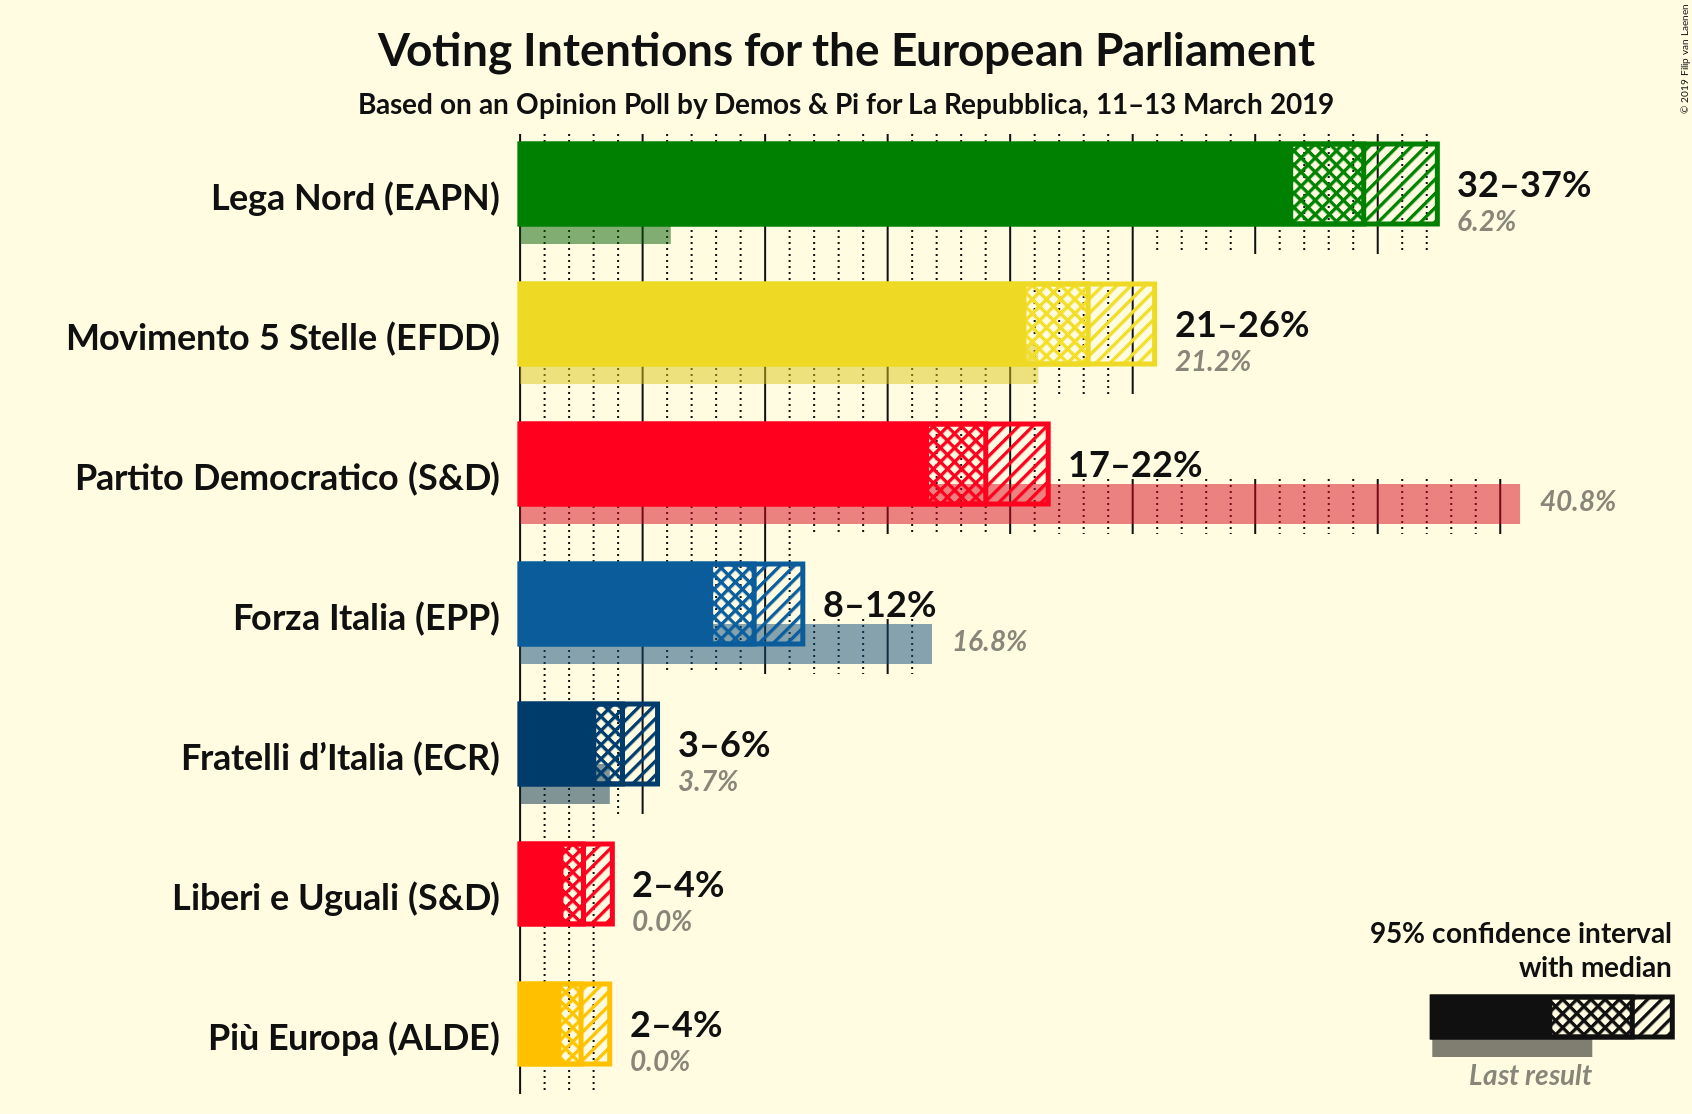 Voting Intentions for the European Parliament
Based on an Opinion Poll by Demos & Pi for La Repubblica, 11–13 March 2019
© 2019 Filip van Laenen
Lega Nord (EAPN)
32–37%
6.2%
Movimento 5 Stelle (EFDD)
21–26%
21.2%
Partito Democratico (S&D)
17–22%
40.8%
Forza Italia (EPP)
8–12%
16.8%
Fratelli d’Italia (ECR)
3–6%
3.7%
Liberi e Uguali (S&D)
2–4%
0.0%
Più Europa (ALDE)
2–4%
0.0%
95% confidence interval
with median
Last result